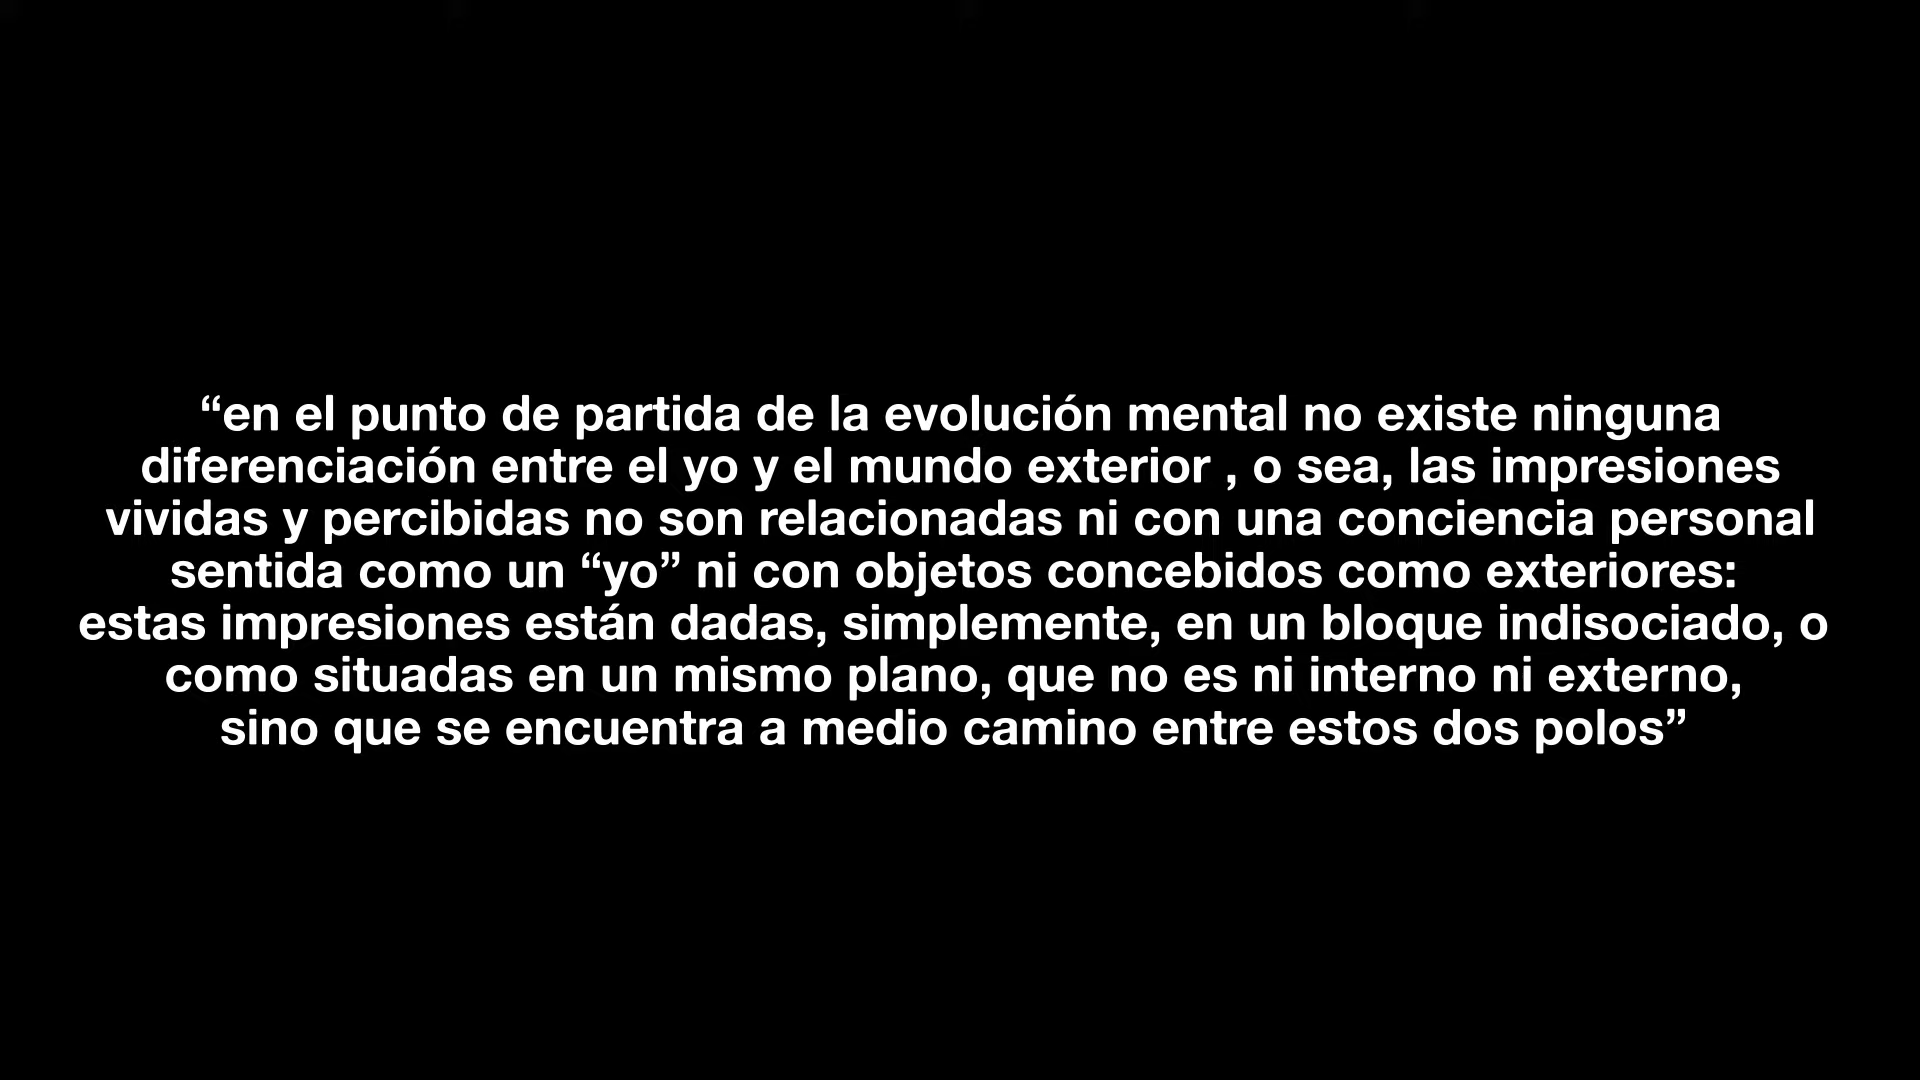 “en el punto de partida de la evolución mental no existe ninguna
diferenciación entre el yo y el mundo exterior , o sea, las impresiones
vividas y percibidas no son relacionadas ni con una conciencia personal
sentida como un “yo” ni con objetos concebidos como exteriores:
estas impresiones están dadas, simplemente, en un bloque indisociado, o
como situadas en un mismo plano, que no es ni interno ni externo,
sino que se encuentra a medio camino entre estos dos polos”